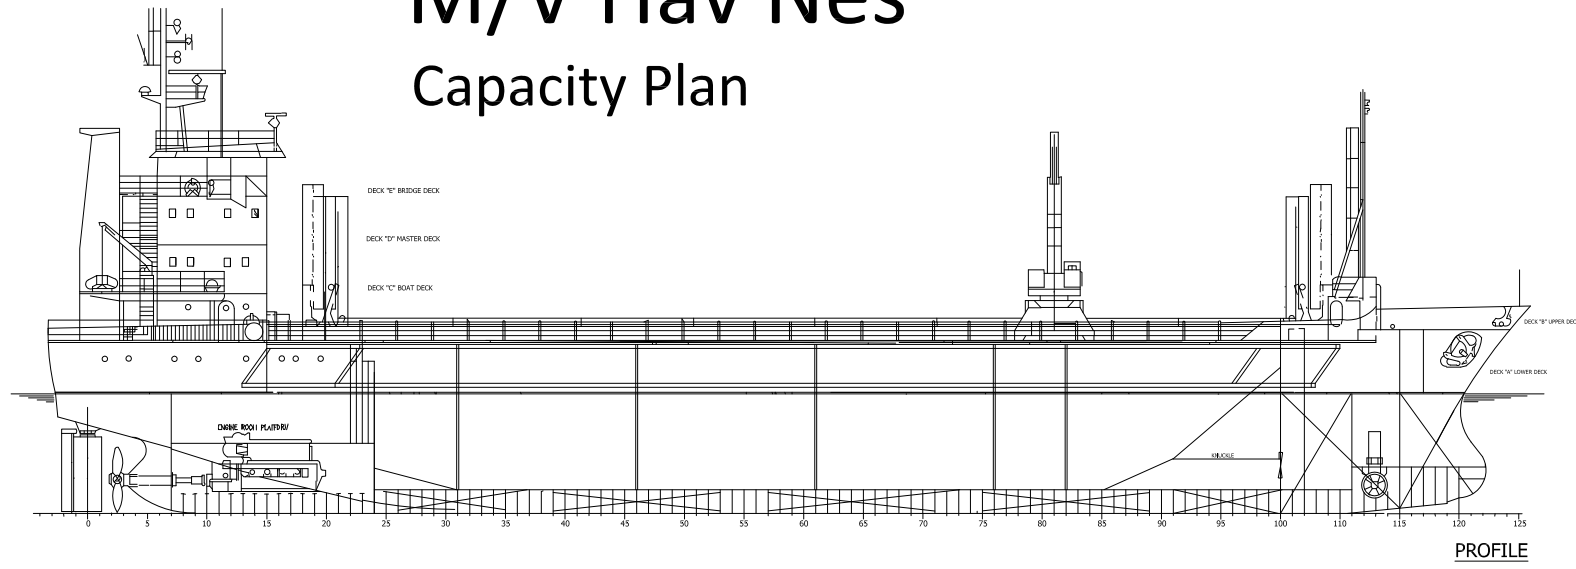 M/V Hav Nes
Capacity Plan
DECK "E" BRIDGE DECK
DECK "D" MASTER DECK
DECK "C" BOAT DECK
DECK "B" UPPER DEC
DECK "A" LOWER DECK
ENGINE ROOM PLATFORM
KNUCKLE
0 5 10 15 20 25 30 35 40 45 50 55 60 65 70 75 80 85 90 95 100 105 110 115 120 125
PROFILE